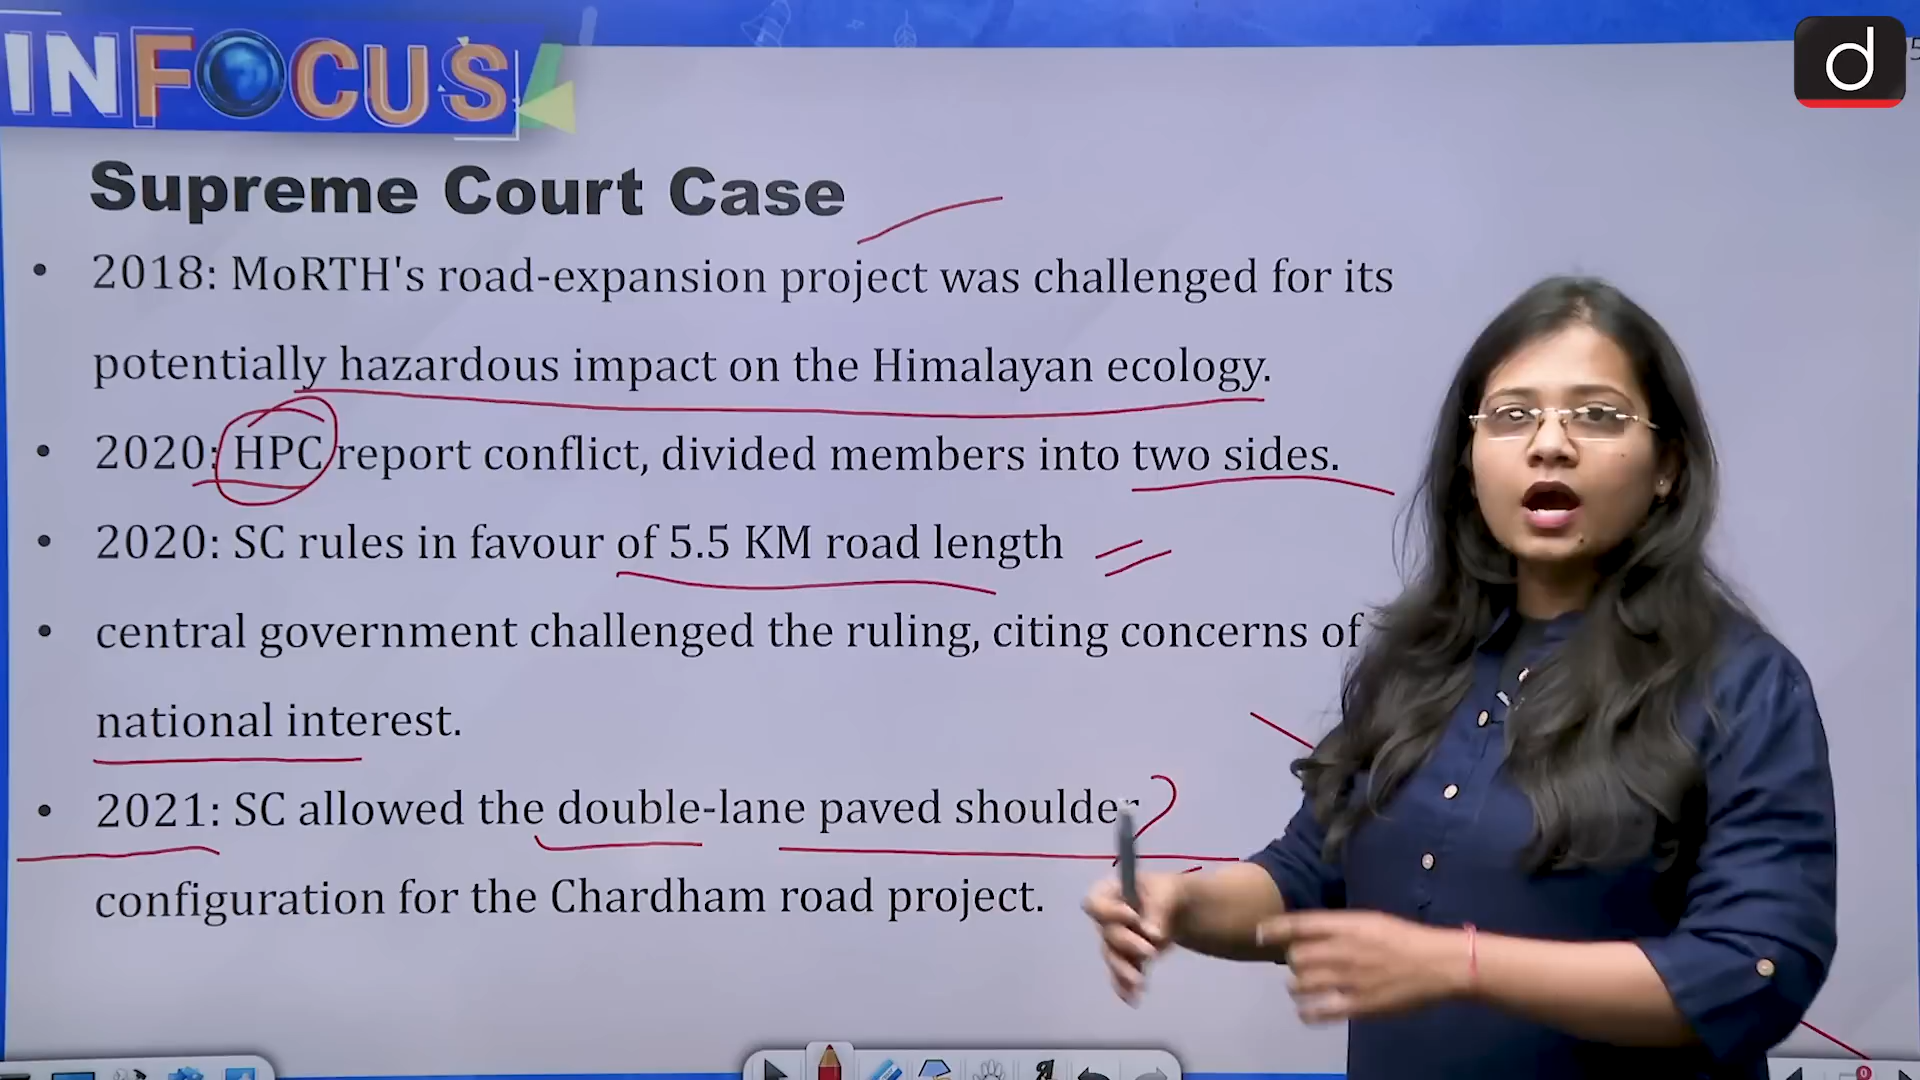 INFOCUS
d
5
Supreme Court Case
• 2018: MoRTH's road-expansion project was challenged for its
potentially hazardous impact on the Himalayan ecology.
• 2020: HPC report conflict, divided members into two sides.
• 2020: SC rules in favour of 5.5 KM road length
• central government challenged the ruling, citing concerns of
national interest.
• 2021: SC allowed the double-lane paved shoulder
configuration for the Chardham road project.
0